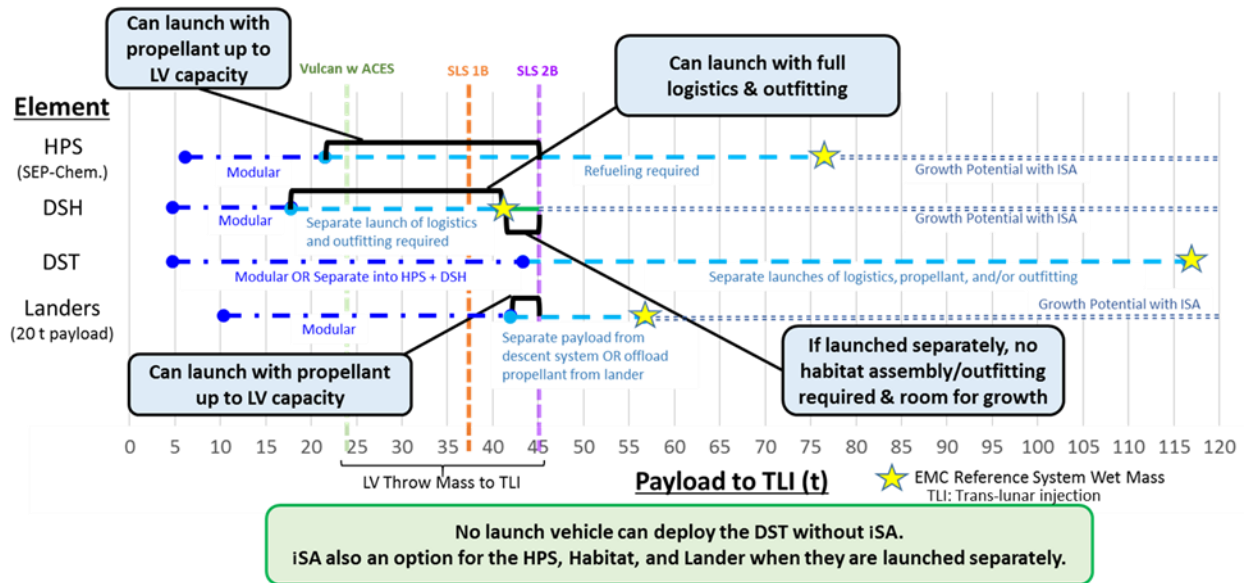 Can launch with
propellant up to
LV capacity
Can launch with full
logistics & outfitting
Vulcan w ACES
SLS 1B
SLS 2B
Element
HPS
(SEP-Chem.)
Modular
Refueling required
Growth Potential with ISA
DSH
Modular
Separate launch of logistics
and outfitting required
Growth Potential with ISA
DST
Modular OR Separate into HPS + DSH
Separate launches of logistics, propellant, and/or outfitting
Landers
(20 t payload)
Modular
Growth Potential with ISA
Separate payload from
descent system OR offload
propellant from lander
Can launch with propellant
up to LV capacity
If launched separately, no
habitat assembly/outfitting
required & room for growth
0 5 10 15 20 25 30 35 40 45 50 55 60 65 70 75 80 85 90 95 100 105 110 115 120
LV Throw Mass to TLI
Payload to TLI (t)
EMC Reference System Wet Mass
TLI: Trans-lunar injection
No launch vehicle can deploy the DST without iSA.
iSA also an option for the HPS, Habitat, and Lander when they are launched separately.